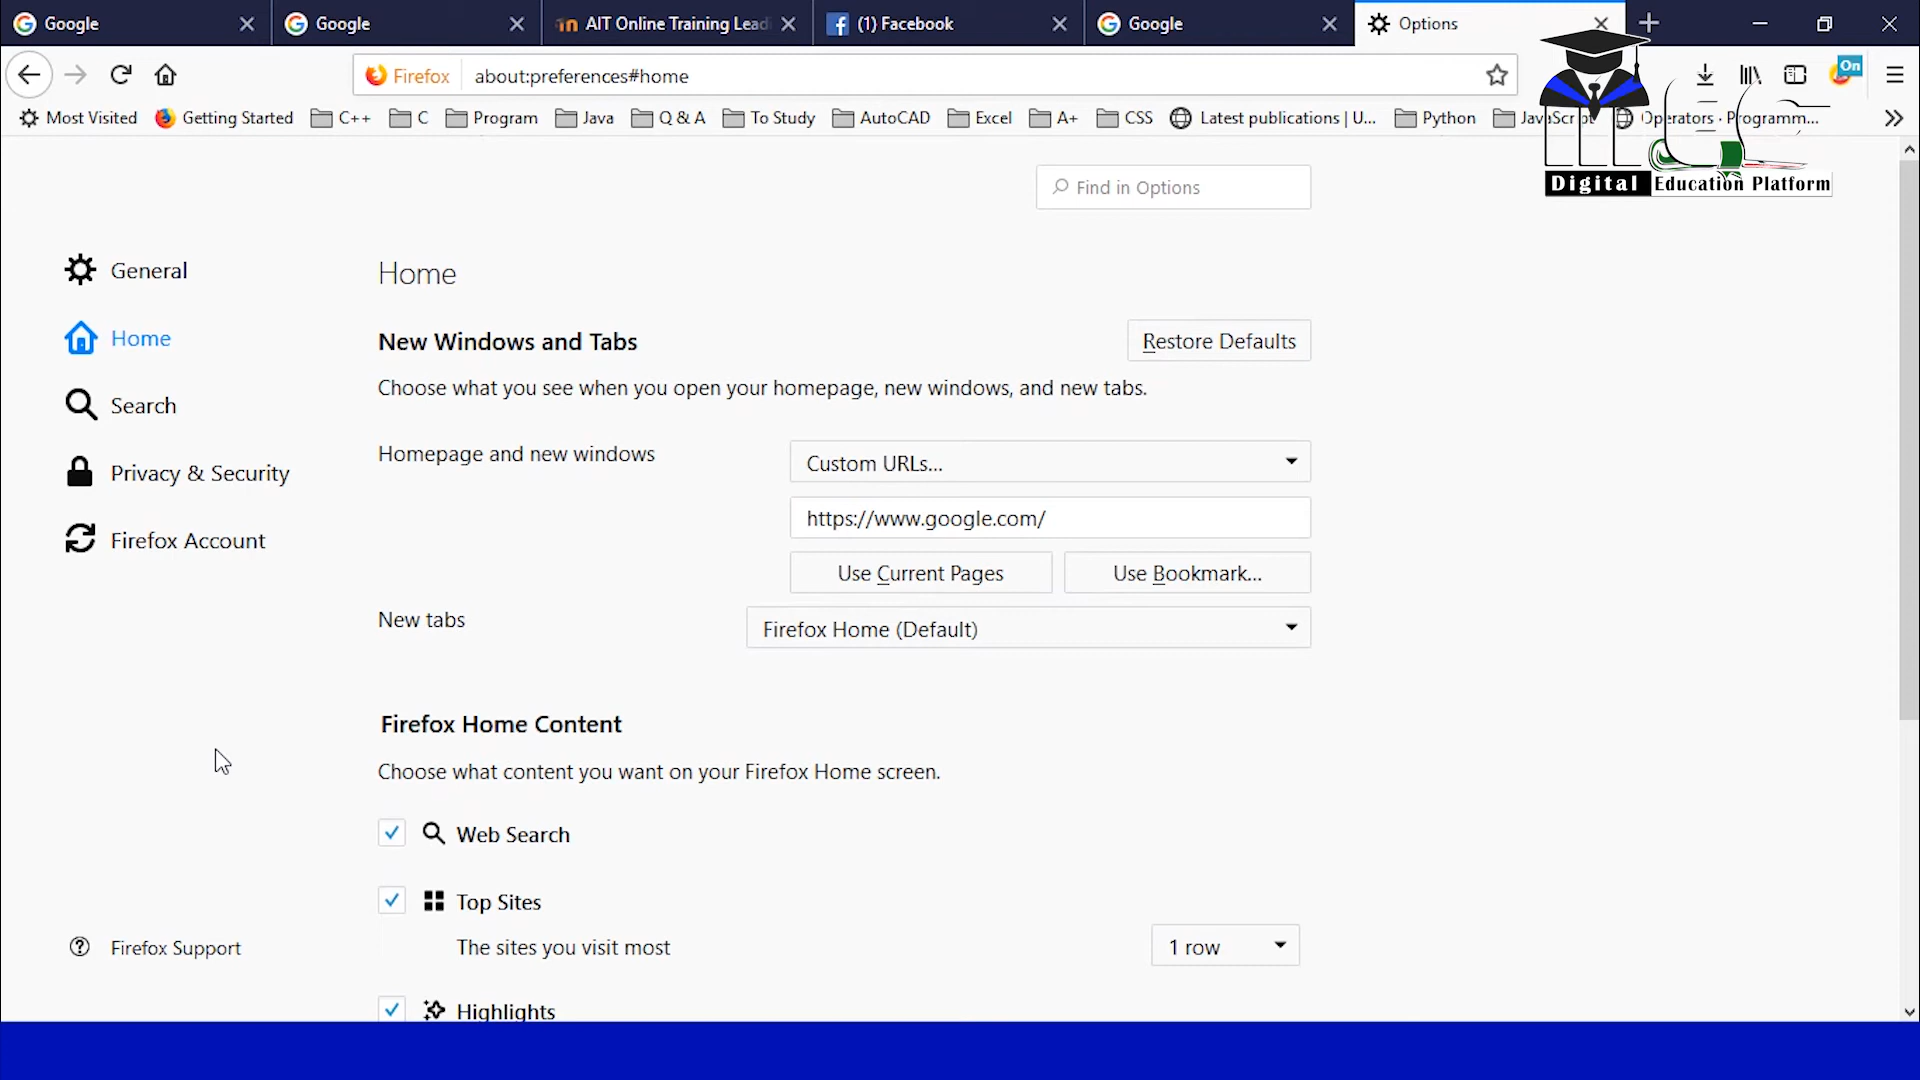 Google
Google
AIT Online Training Lead
(1) Facebook
Google
Options
Firefox
about:preferences#home
On
Most Visited
Getting Started
C++
C
Program
Java
Q & A
To Study
AutoCAD
Excel
A+
CSS
Latest publications | U...
Python
JavaScript
Operators · Programm...
Digital Education Platform
Find in Options
General
Home
Search
Privacy & Security
Firefox Account
Firefox Support
Home
New Windows and Tabs
Restore Defaults
Choose what you see when you open your homepage, new windows, and new tabs.
Homepage and new windows
Custom URLs...
https://www.google.com/
Use Current Pages
Use Bookmark...
New tabs
Firefox Home (Default)
Firefox Home Content
Choose what content you want on your Firefox Home screen.
Web Search
Top Sites
The sites you visit most
1 row
Highlights